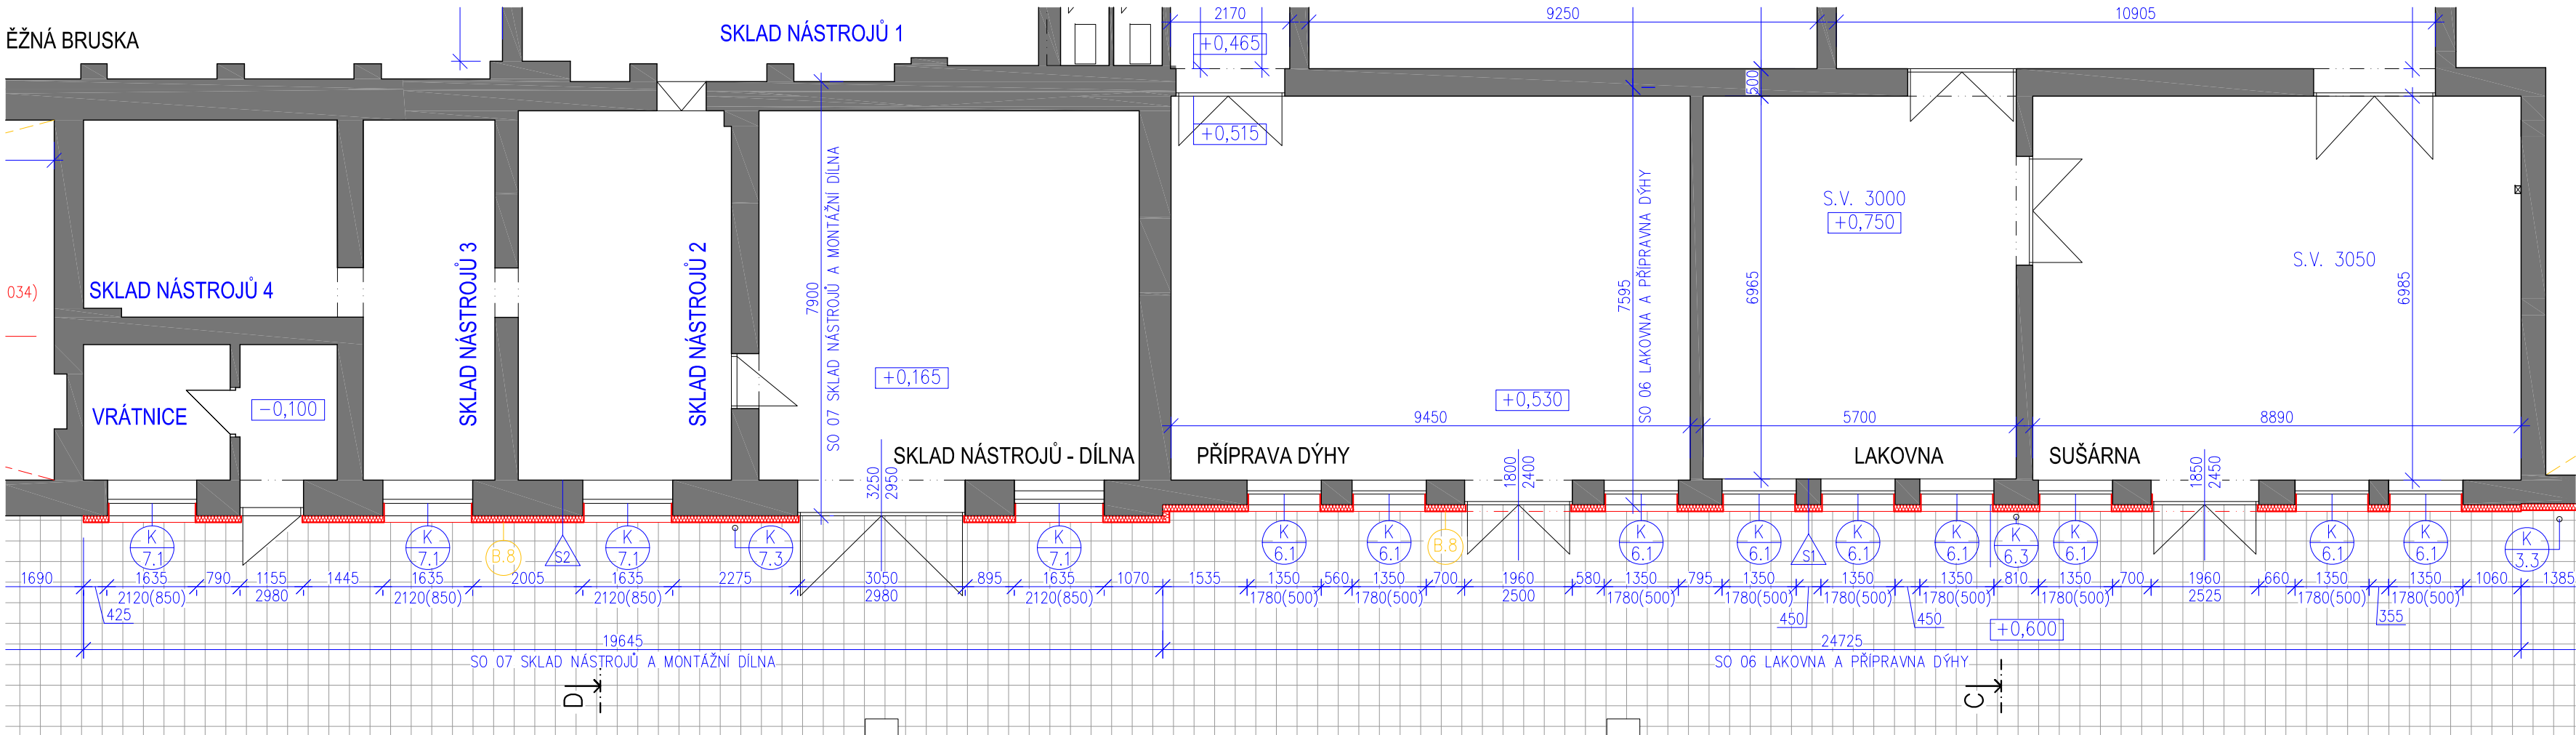 2170
9250
10905
ĚŽNÁ BRUSKA
SKLAD NÁSTROJŮ 1
+0,465
500
+0,515
S.V. 3000
+0,750
S.V. 3050
034)
SKLAD NÁSTROJŮ 4
SKLAD NÁSTROJŮ 3
SKLAD NÁSTROJŮ 2
7900
SO 07 SKLAD NÁSTROJŮ A MONTÁŽNÍ DÍLNA
7595
SO 06 LAKOVNA A PŘÍPRAVNA DÝHY
6965
6985
+0,165
+0,530
VRÁTNICE
-0,100
9450
5700
8890
SKLAD NÁSTROJŮ - DÍLNA
PŘÍPRAVA DÝHY
LAKOVNA
SUŠÁRNA
3250
2950
1800
2400
1850
2450
K
7.1
K
7.1
B.8
S2
K
7.1
K
7.3
K
7.1
K
6.1
K
6.1
B.8
K
6.1
K
6.1
S1
K
6.1
K
6.1
K
6.3
K
6.1
K
6.1
K
6.1
K
3.3
1690 1635 790 1155 1445 1635 2005 1635 2275 3050 895 1635 1070 1535 1350 560 1350 700 1960 580 1350 795 1350 1350 1350 810 1350 700 1960 660 1350 1350 1060 1385
2120(850) 2980 2120(850) 2120(850) 2980 2120(850) 1780(500) 1780(500) 2500 1780(500) 1780(500) 1780(500) 1780(500) 1780(500) 2525 1780(500) 1780(500)
425 450 450 355
+0,600
19645
24725
SO 07 SKLAD NÁSTROJŮ A MONTÁŽNÍ DÍLNA
SO 06 LAKOVNA A PŘÍPRAVNA DÝHY
D
C